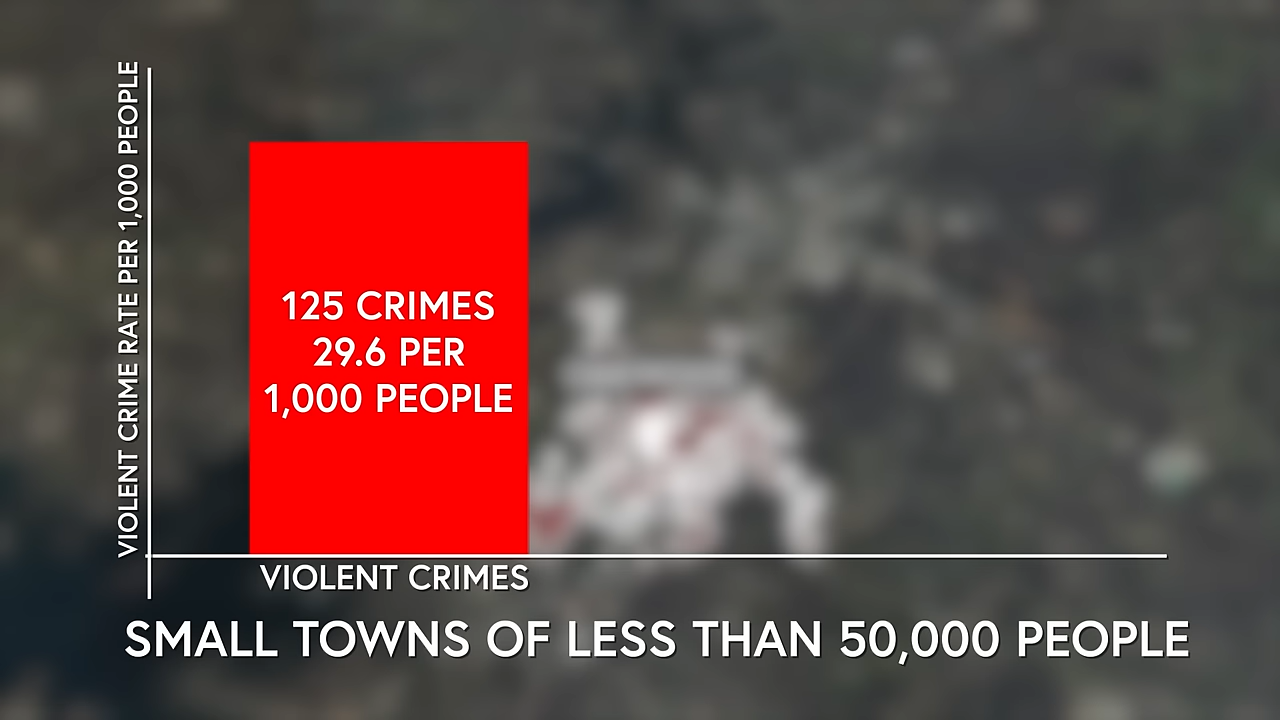 VIOLENT CRIME RATE PER 1,000 PEOPLE
125 CRIMES
29.6 PER
1,000 PEOPLE
VIOLENT CRIMES
SMALL TOWNS OF LESS THAN 50,000 PEOPLE